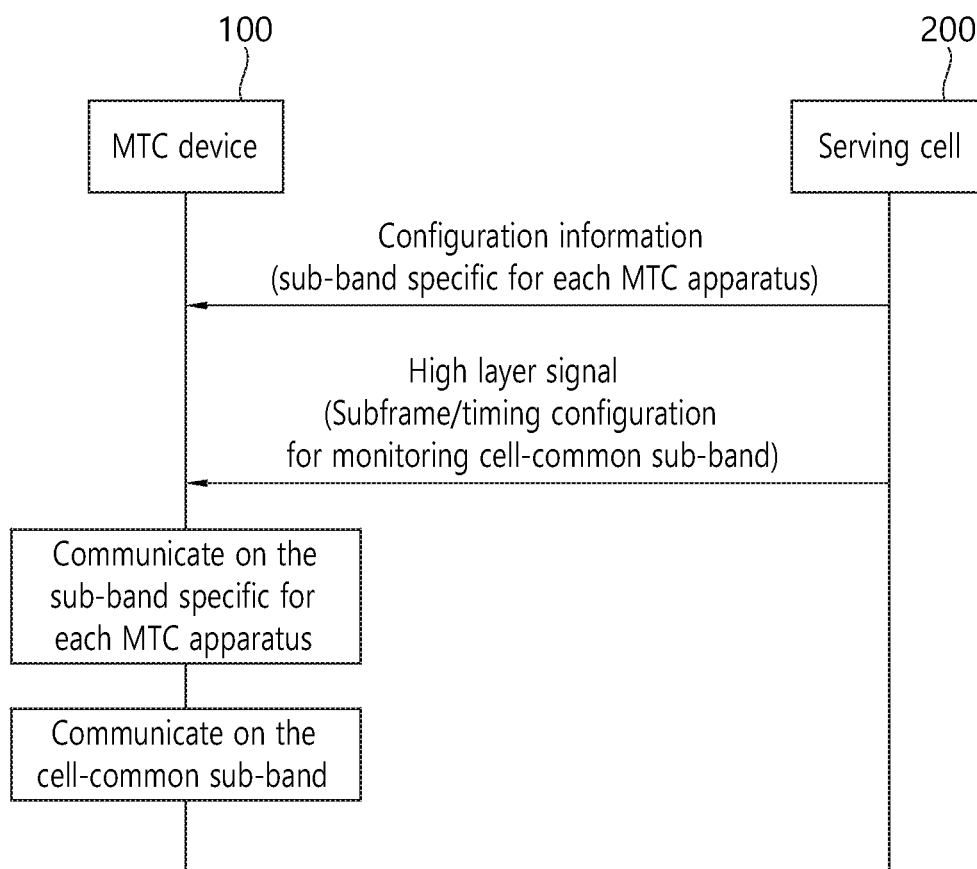 100
200
MTC device
Serving cell
Configuration information
(sub-band specific for each MTC apparatus)
High layer signal
(Subframe/timing configuration
for monitoring cell-common sub-band)
Communicate on the
sub-band specific for
each MTC apparatus
Communicate on the
cell-common sub-band